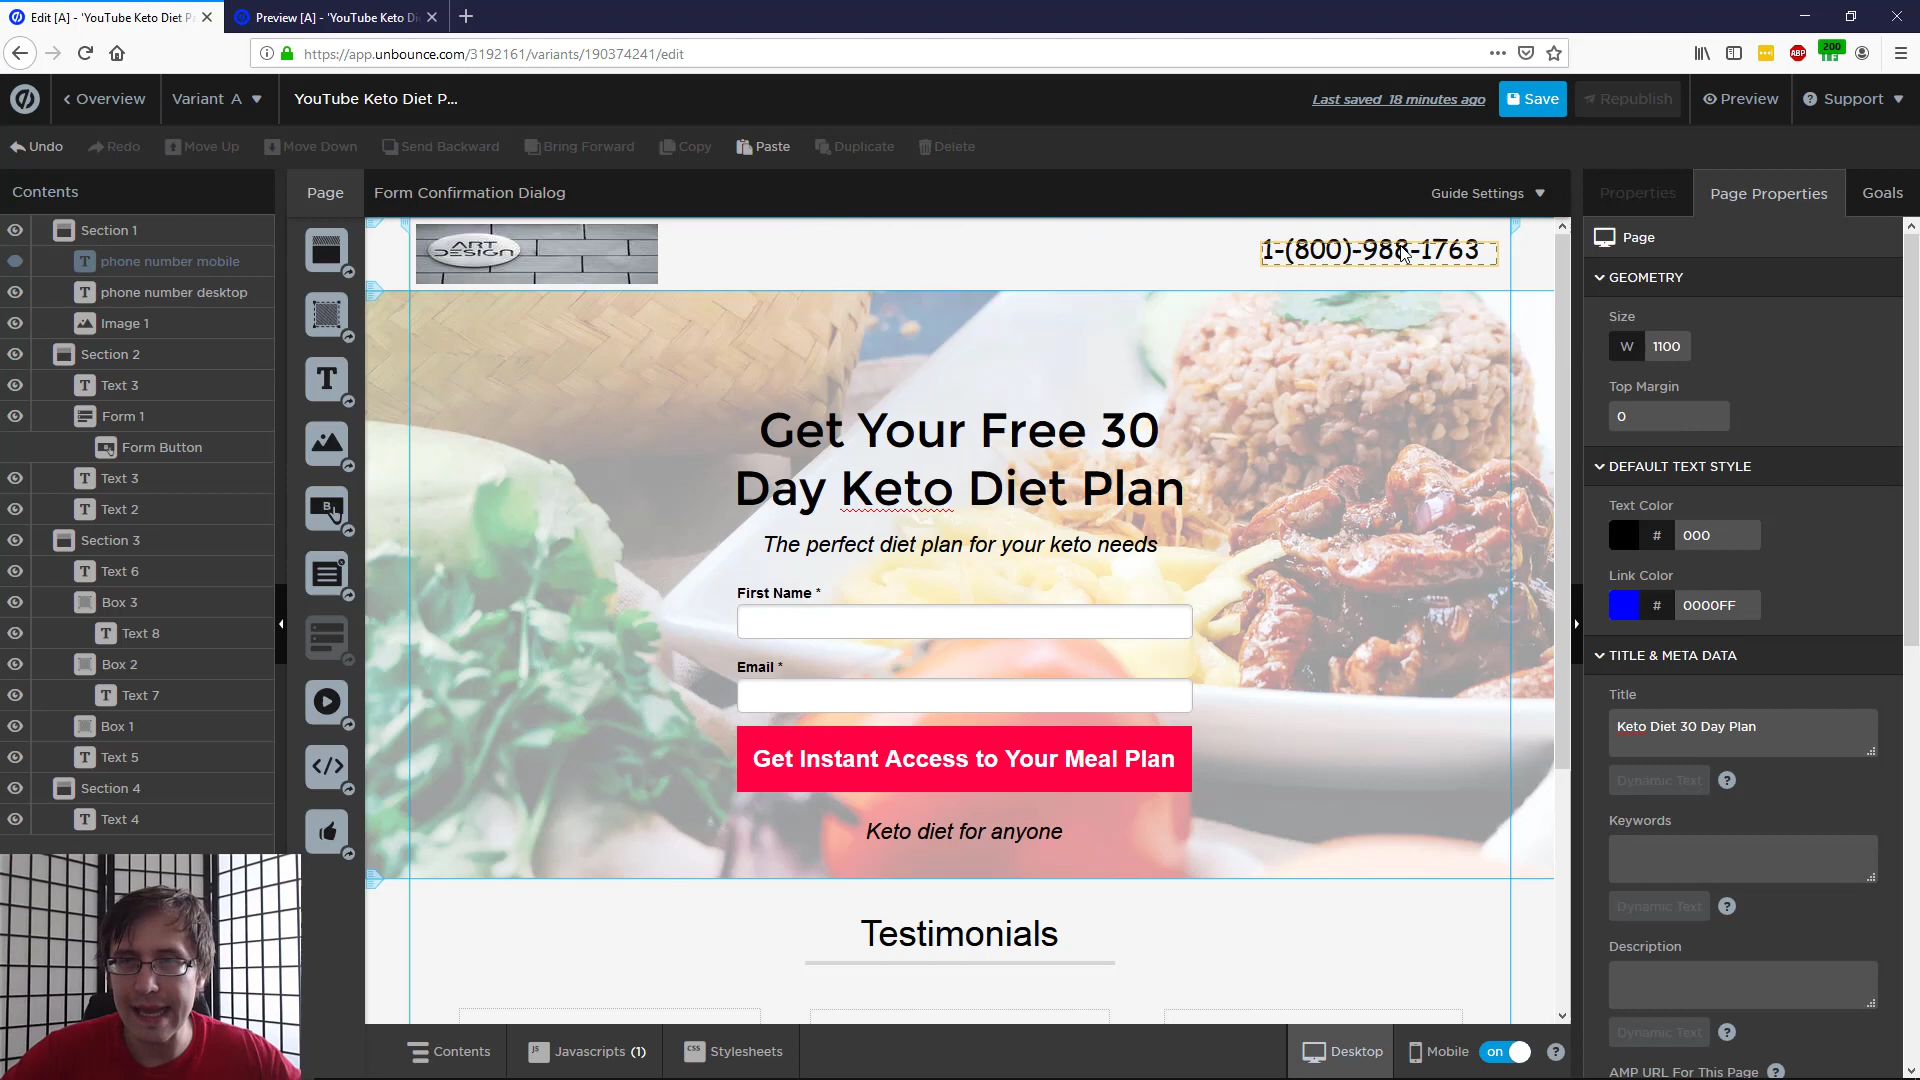 Edit [A] - 'YouTube Keto Diet P
Preview [A] - 'YouTube Keto Di
https://app.unbounce.com/3192161/variants/190374241/edit
ABP
200
Overview
Variant A
YouTube Keto Diet P...
Last saved 18 minutes ago
Save
Republish
Preview
Support
Undo
Redo
Move Up
Move Down
Send Backward
Bring Forward
Copy
Paste
Duplicate
Delete
Contents
Page
Form Confirmation Dialog
Guide Settings
Properties
Page Properties
Goals
Section 1
phone number mobile
phone number desktop
Image 1
Section 2
Text 3
Form 1
Form Button
Text 3
Text 2
Section 3
Text 6
Box 3
Text 8
Box 2
Text 7
Box 1
Text 5
Section 4
Text 4
ART
DESIGN
1-(800)-988-1763
Get Your Free 30
Day Keto Diet Plan
The perfect diet plan for your keto needs
First Name *
Email *
Get Instant Access to Your Meal Plan
Keto diet for anyone
Testimonials
Page
GEOMETRY
Size
W 1100
Top Margin
0
DEFAULT TEXT STYLE
Text Color
# 000
Link Color
# 0000FF
TITLE & META DATA
Title
Keto Diet 30 Day Plan
Dynamic Text
Keywords
Dynamic Text
Description
Dynamic Text
AMP URL For This Page
Contents
JS Javascripts (1)
CSS Stylesheets
Desktop
Mobile
on